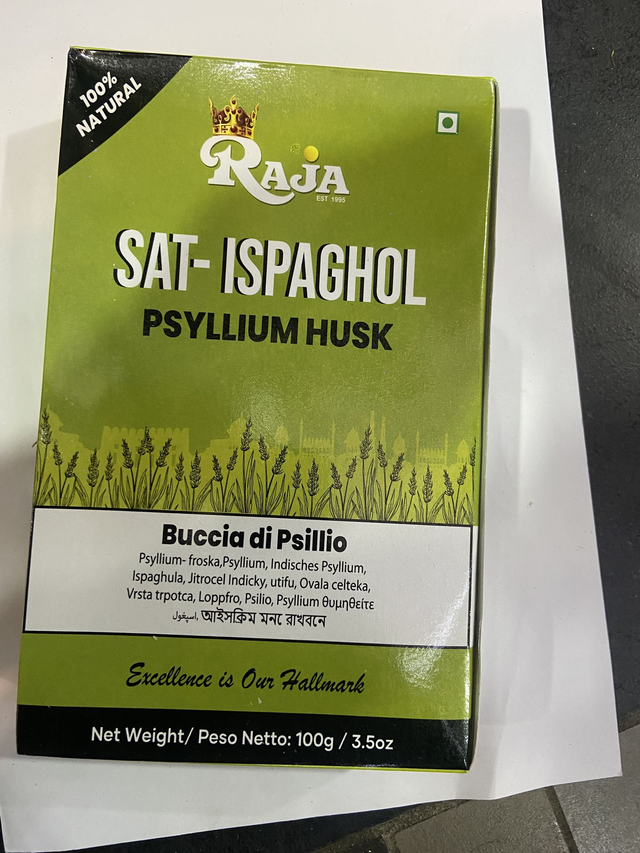 100%
NATURAL
RAJA
EST 1995
SAT- ISPAGHOL
PSYLLIUM HUSK
Buccia di Psillio
Psyllium- froska,Psyllium, Indisches Psyllium,
Ispaghula, Jitrocel Indicky, utifu, Ovala celteka,
Vrsta trpotca, Loppfro, Psilio, Psyllium θυμηθείτε
اسپغول, আইসক্রিম মনে রাখবনে
Excellence is Our Hallmark
Net Weight/ Peso Netto: 100g / 3.5oz